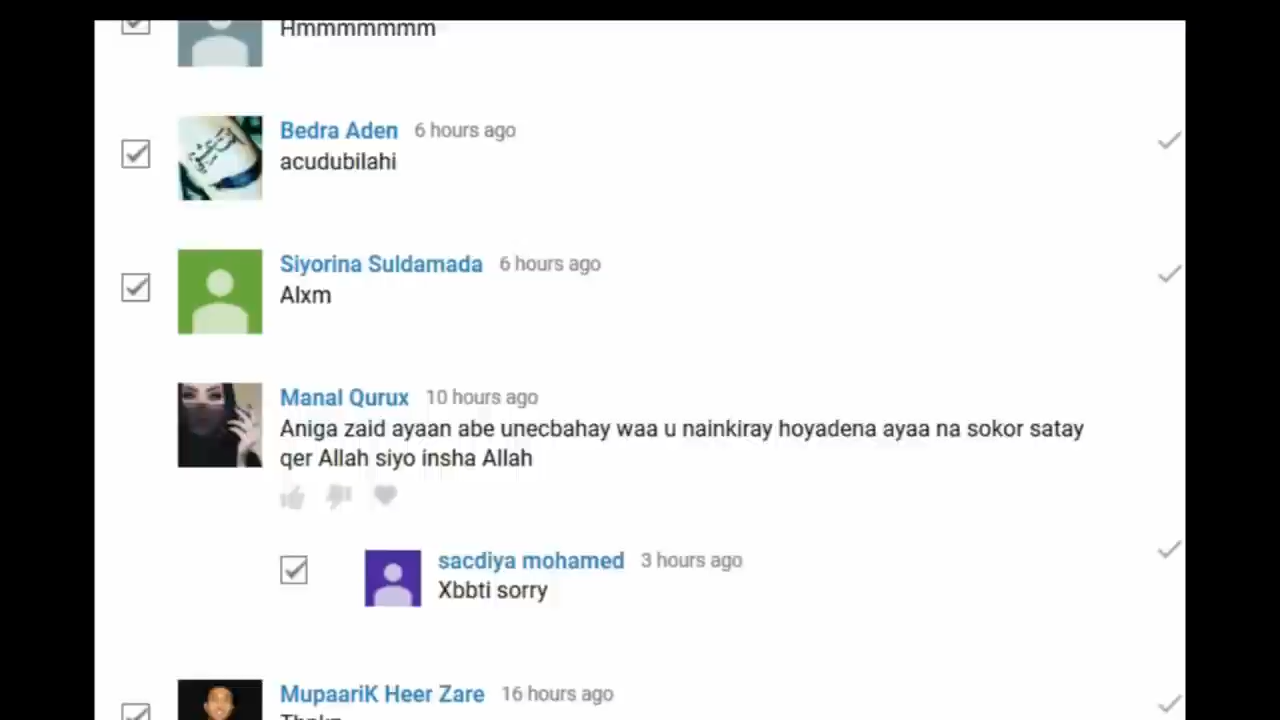 Hmmmmmmm
Bedra Aden 6 hours ago
acudubilahi
Siyorina Suldamada 6 hours ago
Alxm
Manal Qurux 10 hours ago
Aniga zaid ayaan abe unecbahay waa u nainkiray hoyadena ayaa na sokor satay
qer Allah siyo insha Allah
sacdiya mohamed 3 hours ago
Xbbti sorry
MupaariK Heer Zare 16 hours ago